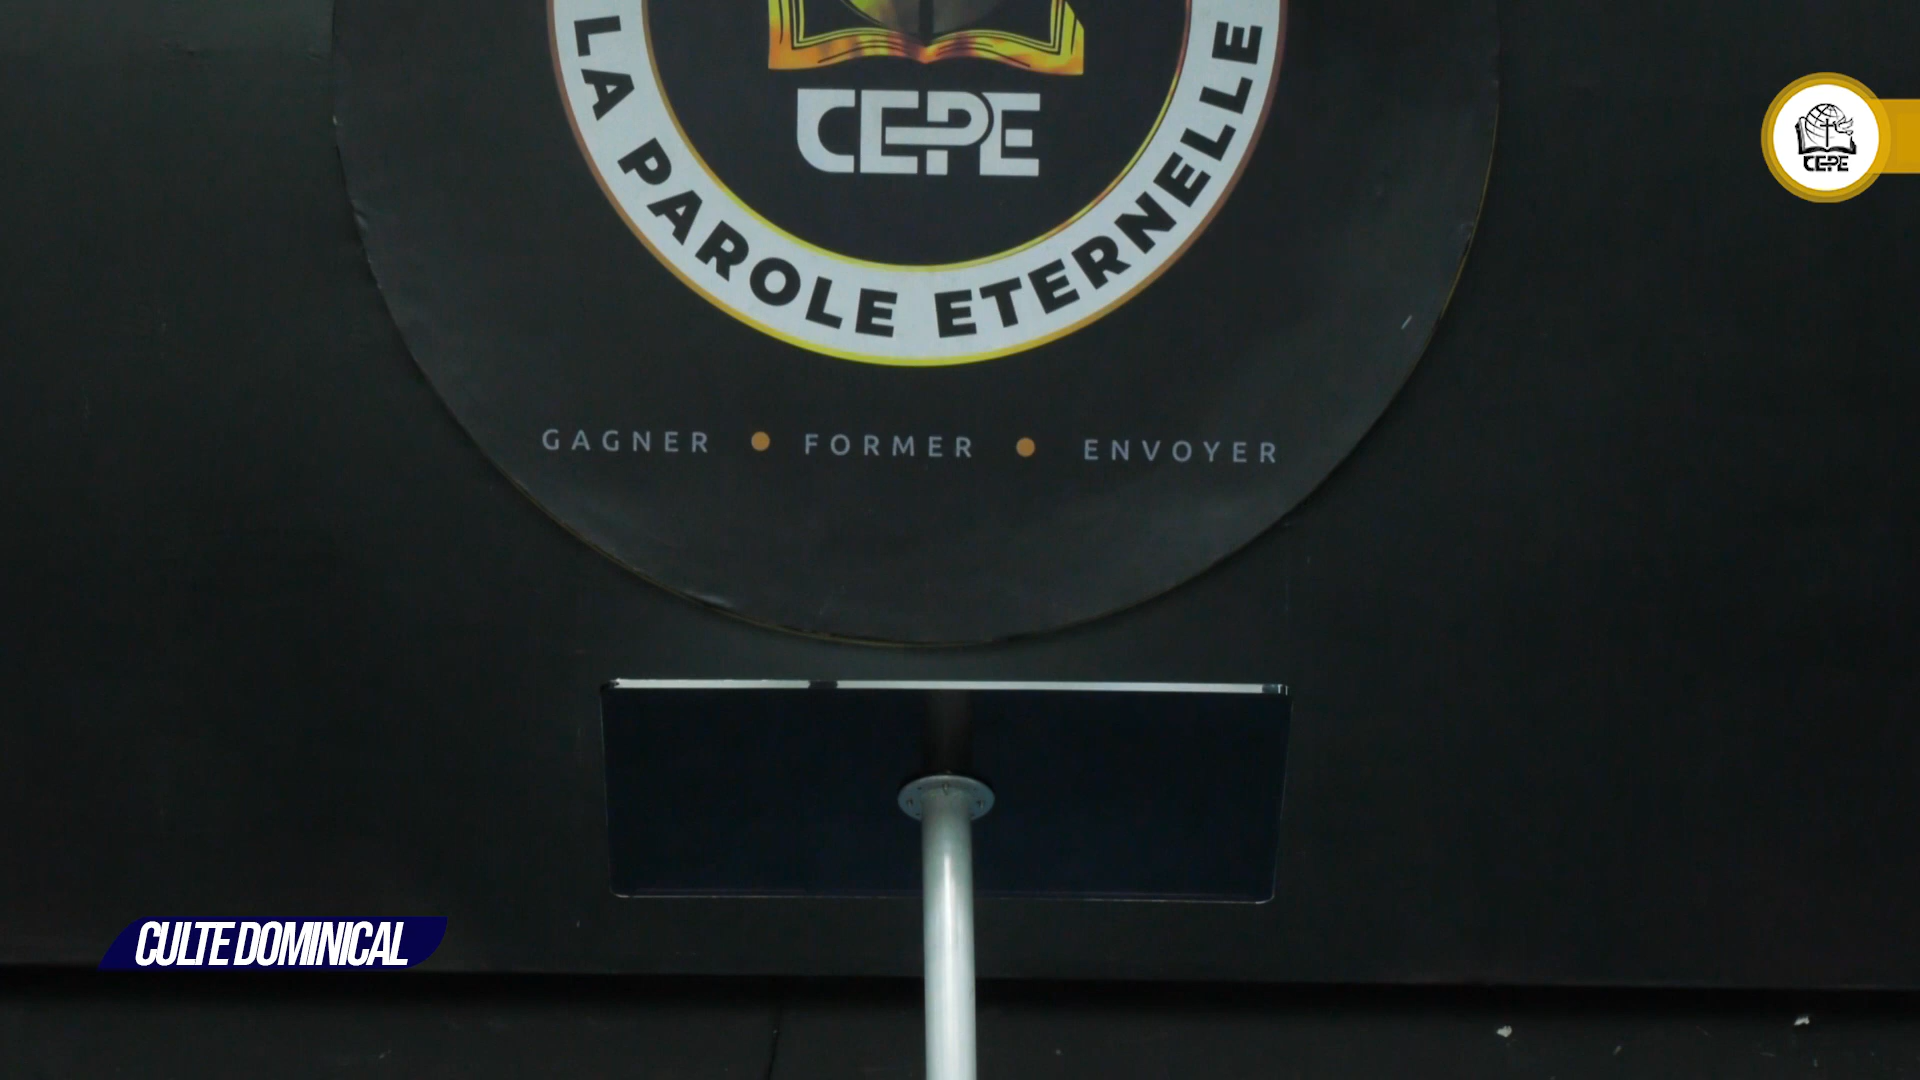 CEPE
LA PAROLE ETERNELLE
GAGNER • FORMER • ENVOYER
CEPE
CULTE DOMINICAL